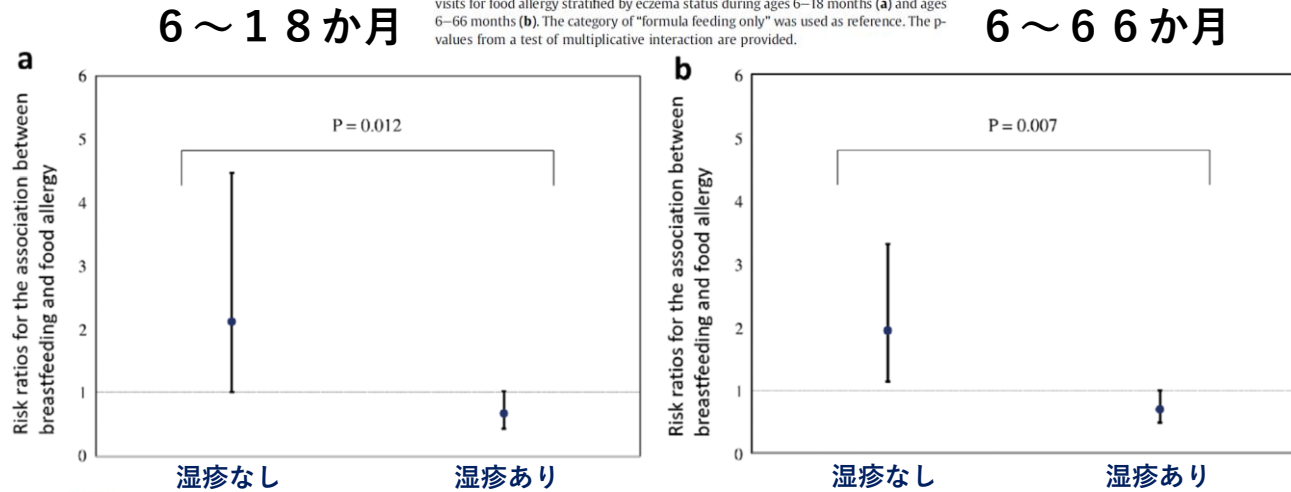 6～18か月
visits for food allergy stratified by eczema status during ages 6–18 months (a) and ages
6–66 months (b). The category of “formula feeding only” was used as reference. The p-
values from a test of multiplicative interaction are provided.
6～66か月
a
Risk ratios for the association between
breastfeeding and food allergy
6
5
4
3
2
1
0
P = 0.012
湿疹なし
湿疹あり
b
Risk ratios for the association between
breastfeeding and food allergy
6
5
4
3
2
1
0
P = 0.007
湿疹なし
湿疹あり